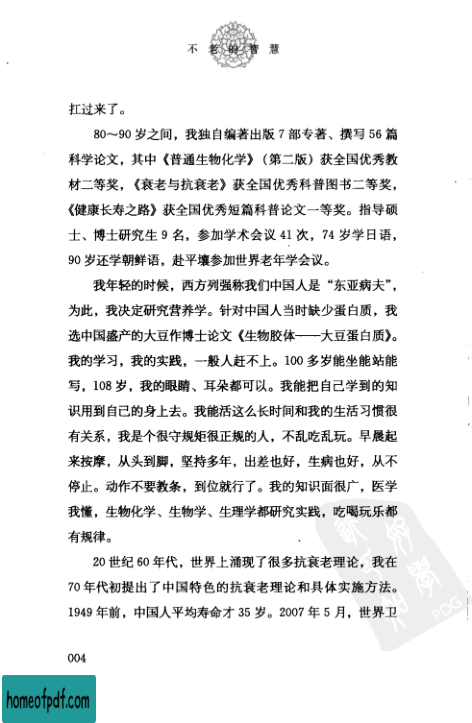 不老的智慧
扛过来了。
80～90岁之间，我独自编著出版7部专著、撰写56篇
科学论文，其中《普通生物化学》（第二版）获全国优秀教
材二等奖，《衰老与抗衰老》获全国优秀科普图书二等奖，
《健康长寿之路》获全国优秀短篇科普论文一等奖。指导硕
士、博士研究生9名，参加学术会议41次，74岁学日语，
90岁还学朝鲜语，赴平壤参加世界老年学会议。
我年轻的时候，西方列强称我们中国人是“东亚病夫”，
为此，我决定研究营养学。针对中国人当时缺少蛋白质，我
选中国盛产的大豆作博士论文《生物胶体——大豆蛋白质》。
我的学习，我的实践，一般人赶不上。100多岁能坐能站能
写，108岁，我的眼睛、耳朵都可以。我能把自己学到的知
识用到自己的身上去。我能活这么长时间和我的生活习惯很
有关系，我是个很守规矩很正规的人，不乱吃乱玩。早晨起
来按摩，从头到脚，坚持多年，出差也好，生病也好，从不
停止。动作不要教条，到位就行了。我的知识面很广，医学
我懂，生物化学、生物学、生理学都研究实践，吃喝玩乐都
有规律。
20世纪60年代，世界上涌现了很多抗衰老理论，我在
70年代初提出了中国特色的抗衰老理论和具体实施方法。
1949年前，中国人平均寿命才35岁。2007年5月，世界卫
PDG
004
homeofpdf.com